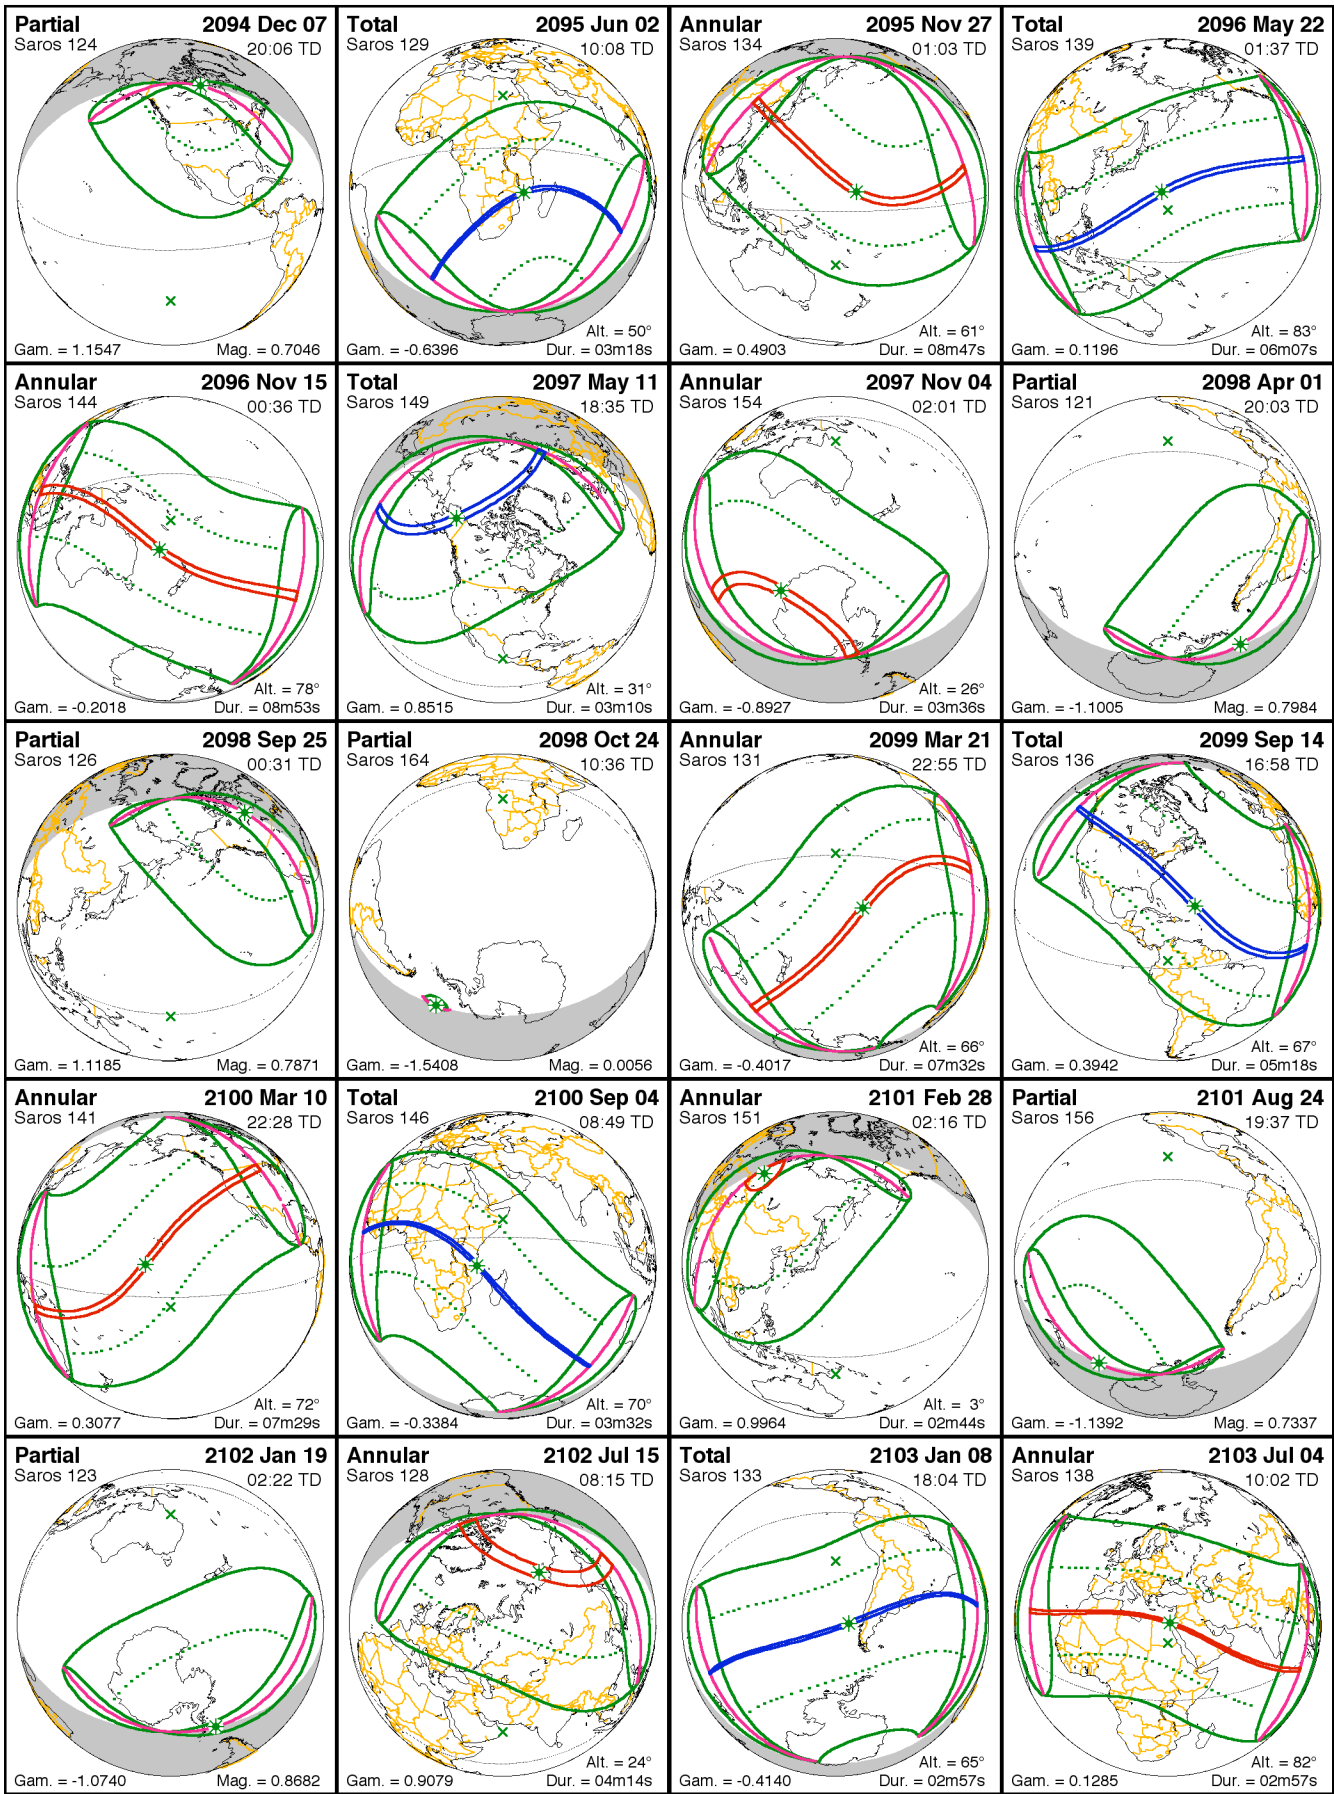 Partial 2094 Dec 07
Saros 124 20:06 TD
Gam. = 1.1547 Mag. = 0.7046
Total 2095 Jun 02
Saros 129 10:08 TD
Alt. = 50°
Gam. = -0.6396 Dur. = 03m18s
Annular 2095 Nov 27
Saros 134 01:03 TD
Alt. = 61°
Gam. = 0.4903 Dur. = 08m47s
Total 2096 May 22
Saros 139 01:37 TD
Alt. = 83°
Gam. = 0.1196 Dur. = 06m07s
Annular 2096 Nov 15
Saros 144 00:36 TD
Alt. = 78°
Gam. = -0.2018 Dur. = 08m53s
Total 2097 May 11
Saros 149 18:35 TD
Alt. = 31°
Gam. = 0.8515 Dur. = 03m10s
Annular 2097 Nov 04
Saros 154 02:01 TD
Alt. = 26°
Gam. = -0.8927 Dur. = 03m36s
Partial 2098 Apr 01
Saros 121 20:03 TD
Gam. = -1.1005 Mag. = 0.7984
Partial 2098 Sep 25
Saros 126 00:31 TD
Gam. = 1.1185 Mag. = 0.7871
Partial 2098 Oct 24
Saros 164 10:36 TD
Gam. = -1.5408 Mag. = 0.0056
Annular 2099 Mar 21
Saros 131 22:55 TD
Alt. = 66°
Gam. = -0.4017 Dur. = 07m32s
Total 2099 Sep 14
Saros 136 16:58 TD
Alt. = 67°
Gam. = 0.3942 Dur. = 05m18s
Annular 2100 Mar 10
Saros 141 22:28 TD
Alt. = 72°
Gam. = 0.3077 Dur. = 07m29s
Total 2100 Sep 04
Saros 146 08:49 TD
Alt. = 70°
Gam. = -0.3384 Dur. = 03m32s
Annular 2101 Feb 28
Saros 151 02:16 TD
Alt. = 3°
Gam. = 0.9964 Dur. = 02m44s
Partial 2101 Aug 24
Saros 156 19:37 TD
Gam. = -1.1392 Mag. = 0.7337
Partial 2102 Jan 19
Saros 123 02:22 TD
Gam. = -1.0740 Mag. = 0.8682
Annular 2102 Jul 15
Saros 128 08:15 TD
Alt. = 24°
Gam. = 0.9079 Dur. = 04m14s
Total 2103 Jan 08
Saros 133 18:04 TD
Alt. = 65°
Gam. = -0.4140 Dur. = 02m57s
Annular 2103 Jul 04
Saros 138 10:02 TD
Alt. = 82°
Gam. = 0.1285 Dur. = 02m57s